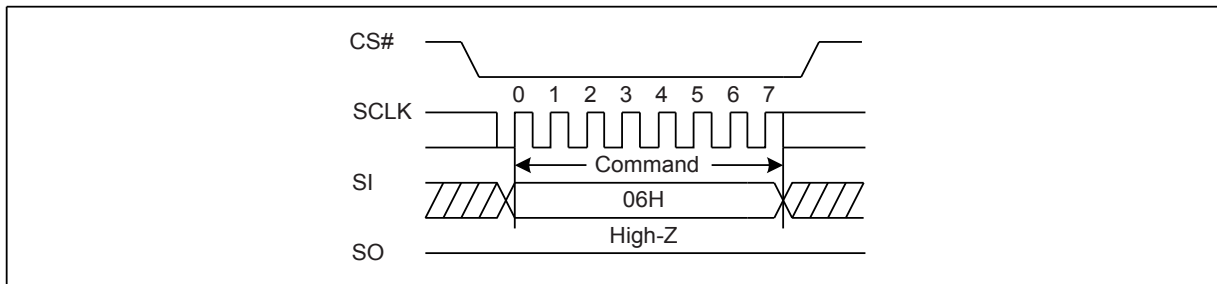 CS#
0 1 2 3 4 5 6 7
SCLK
Command
SI
06H
High-Z
SO